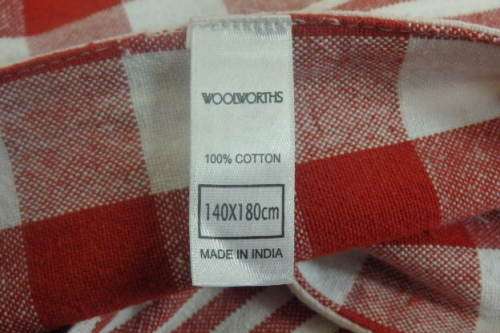 WOOLWORTHS
100% COTTON
140X180cm
MADE IN INDIA